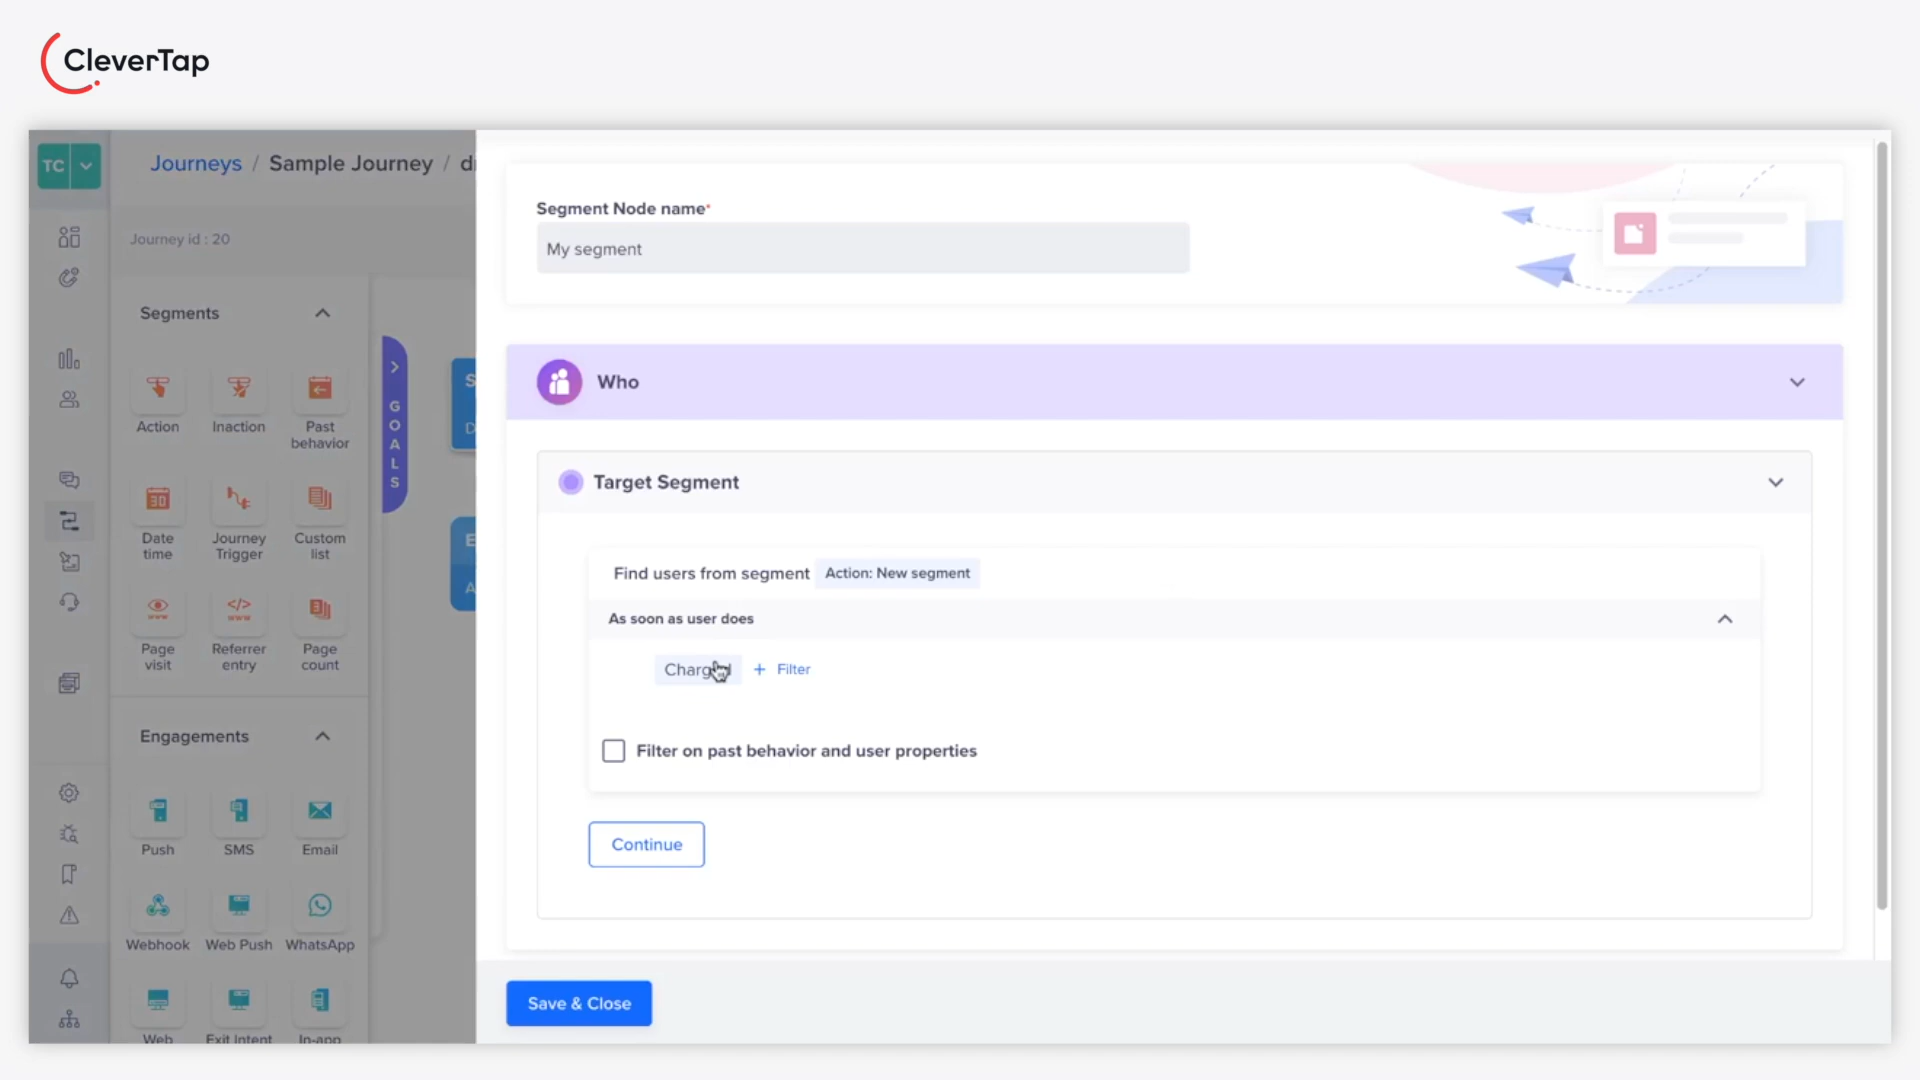 CleverTap
TC
Journeys / Sample Journey /
Journey id : 20
Segments
Action
Inaction
Past
behavior
Date
time
Journey
Trigger
Custom
list
Page
visit
Referrer
entry
Page
count
Engagements
Push
SMS
Email
Webhook
Web Push
WhatsApp
Web
Exit Intent
In-app
GOALS
Segment Node name*
My segment
Who
Target Segment
Find users from segment Action: New segment
As soon as user does
Charged + Filter
Filter on past behavior and user properties
Continue
Save & Close